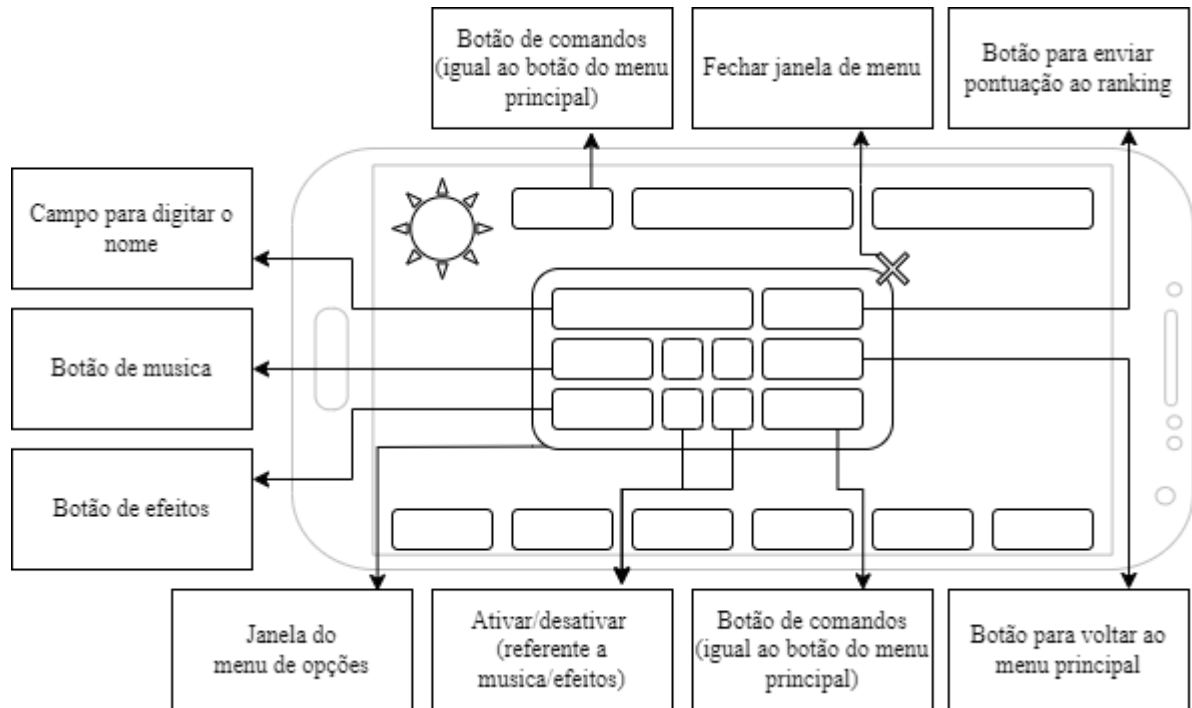 Botão de comandos
(igual ao botão do menu
principal)
Fechar janela de menu
Botão para enviar
pontuação ao ranking
Campo para digitar o
nome
Botão de musica
Botão de efeitos
Janela do
menu de opções
Ativar/desativar
(referente a
musica/efeitos)
Botão de comandos
(igual ao botão do menu
principal)
Botão para voltar ao
menu principal